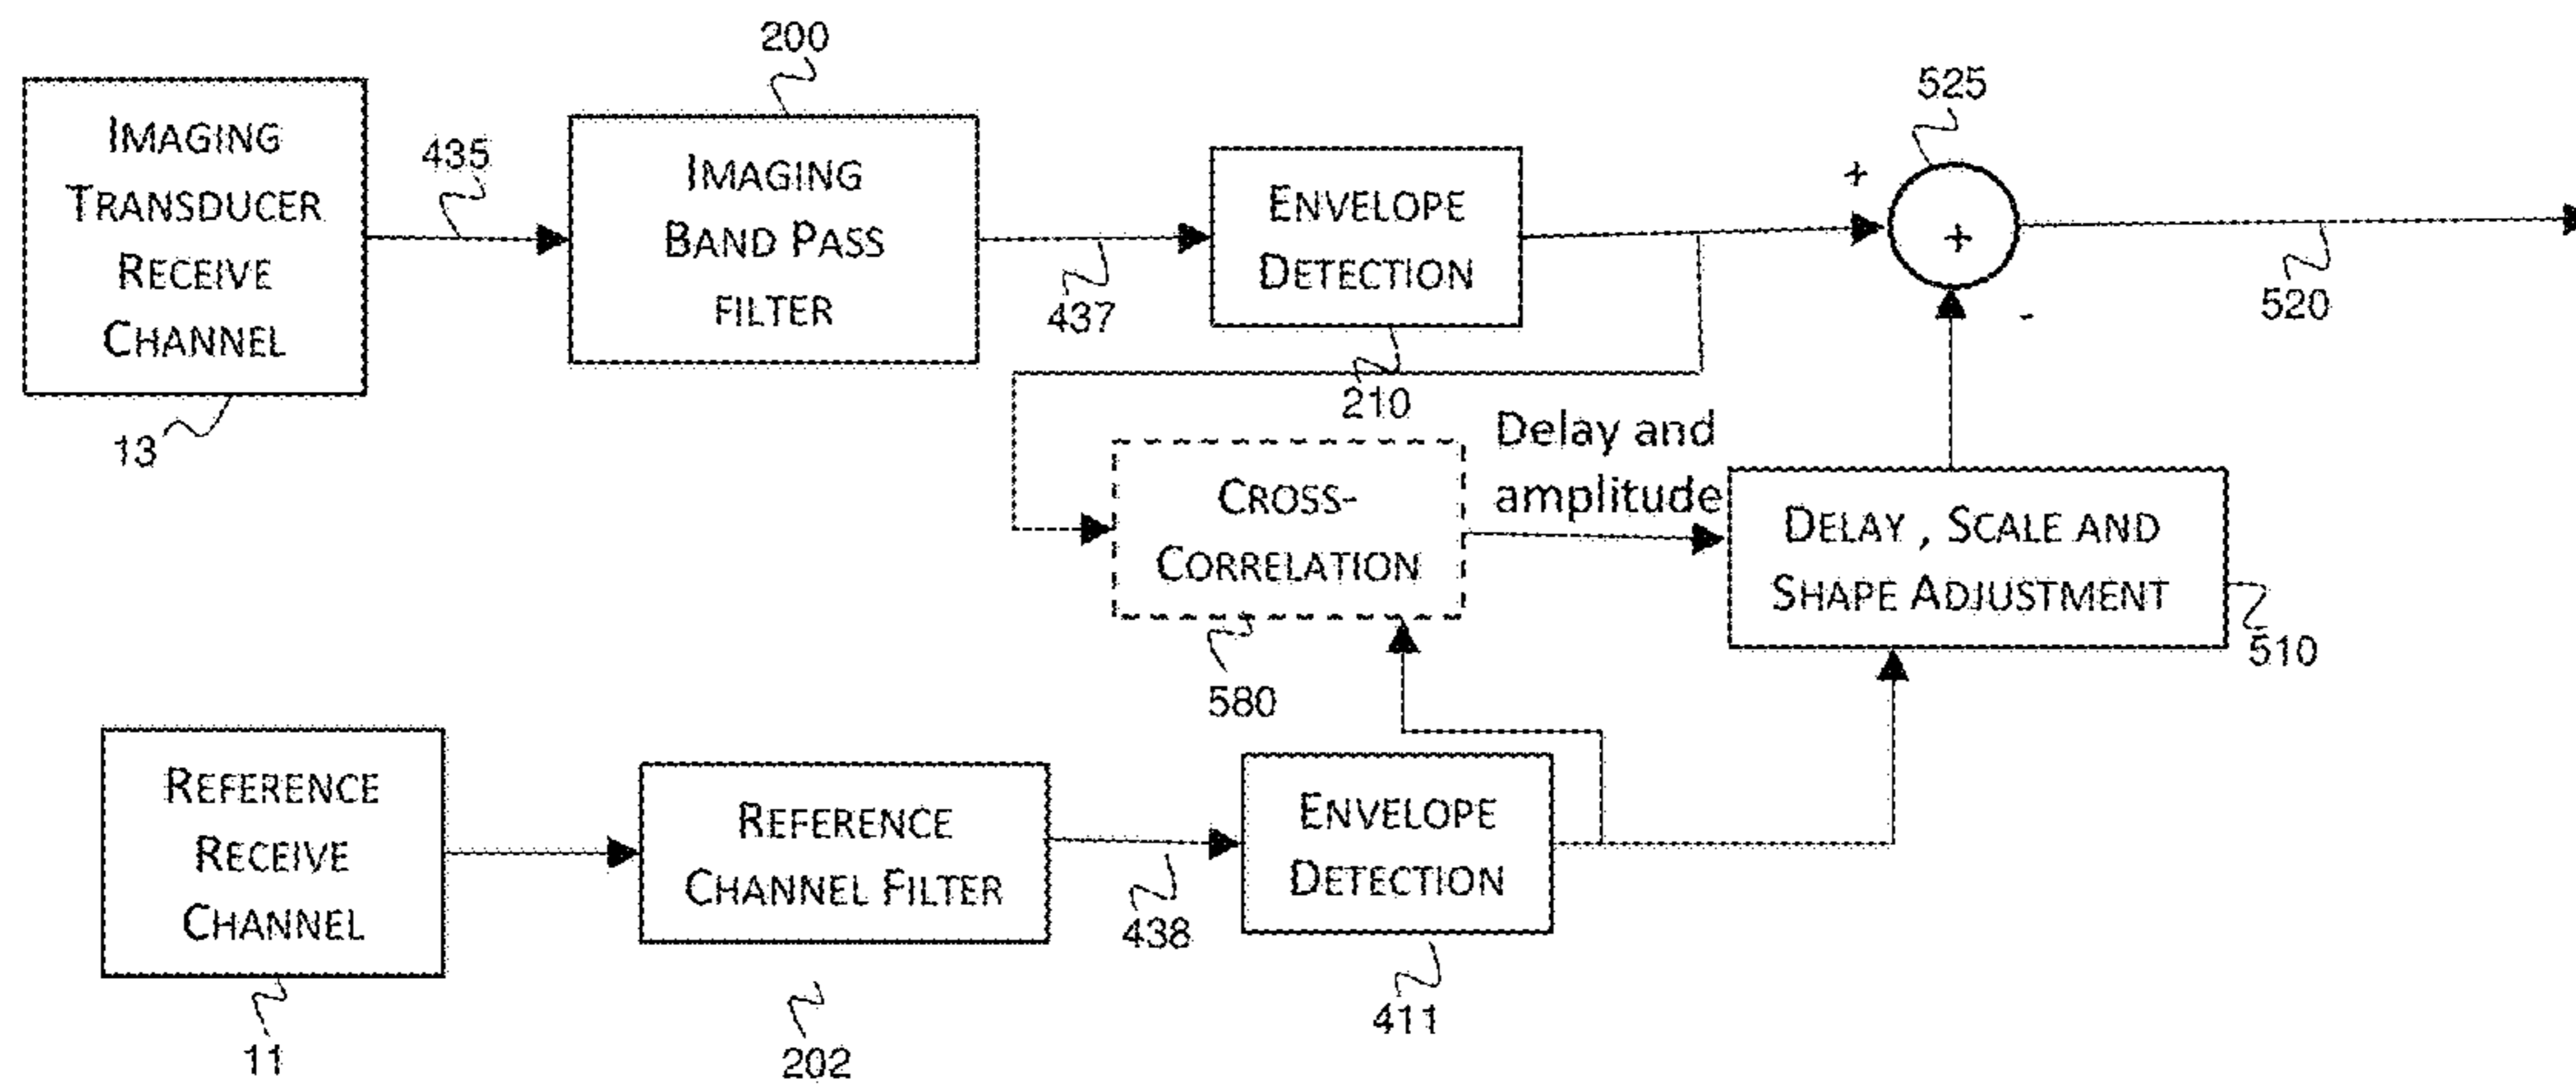 200
525
IMAGING
TRANSDUCER
RECEIVE
CHANNEL
435
IMAGING
BAND PASS
FILTER
437
ENVELOPE
DETECTION
+
+
-
520
13
210
Delay and
amplitude
CROSS-
CORRELATION
DELAY , SCALE AND
SHAPE ADJUSTMENT
510
580
REFERENCE
RECEIVE
CHANNEL
REFERENCE
CHANNEL FILTER
438
ENVELOPE
DETECTION
411
11
202